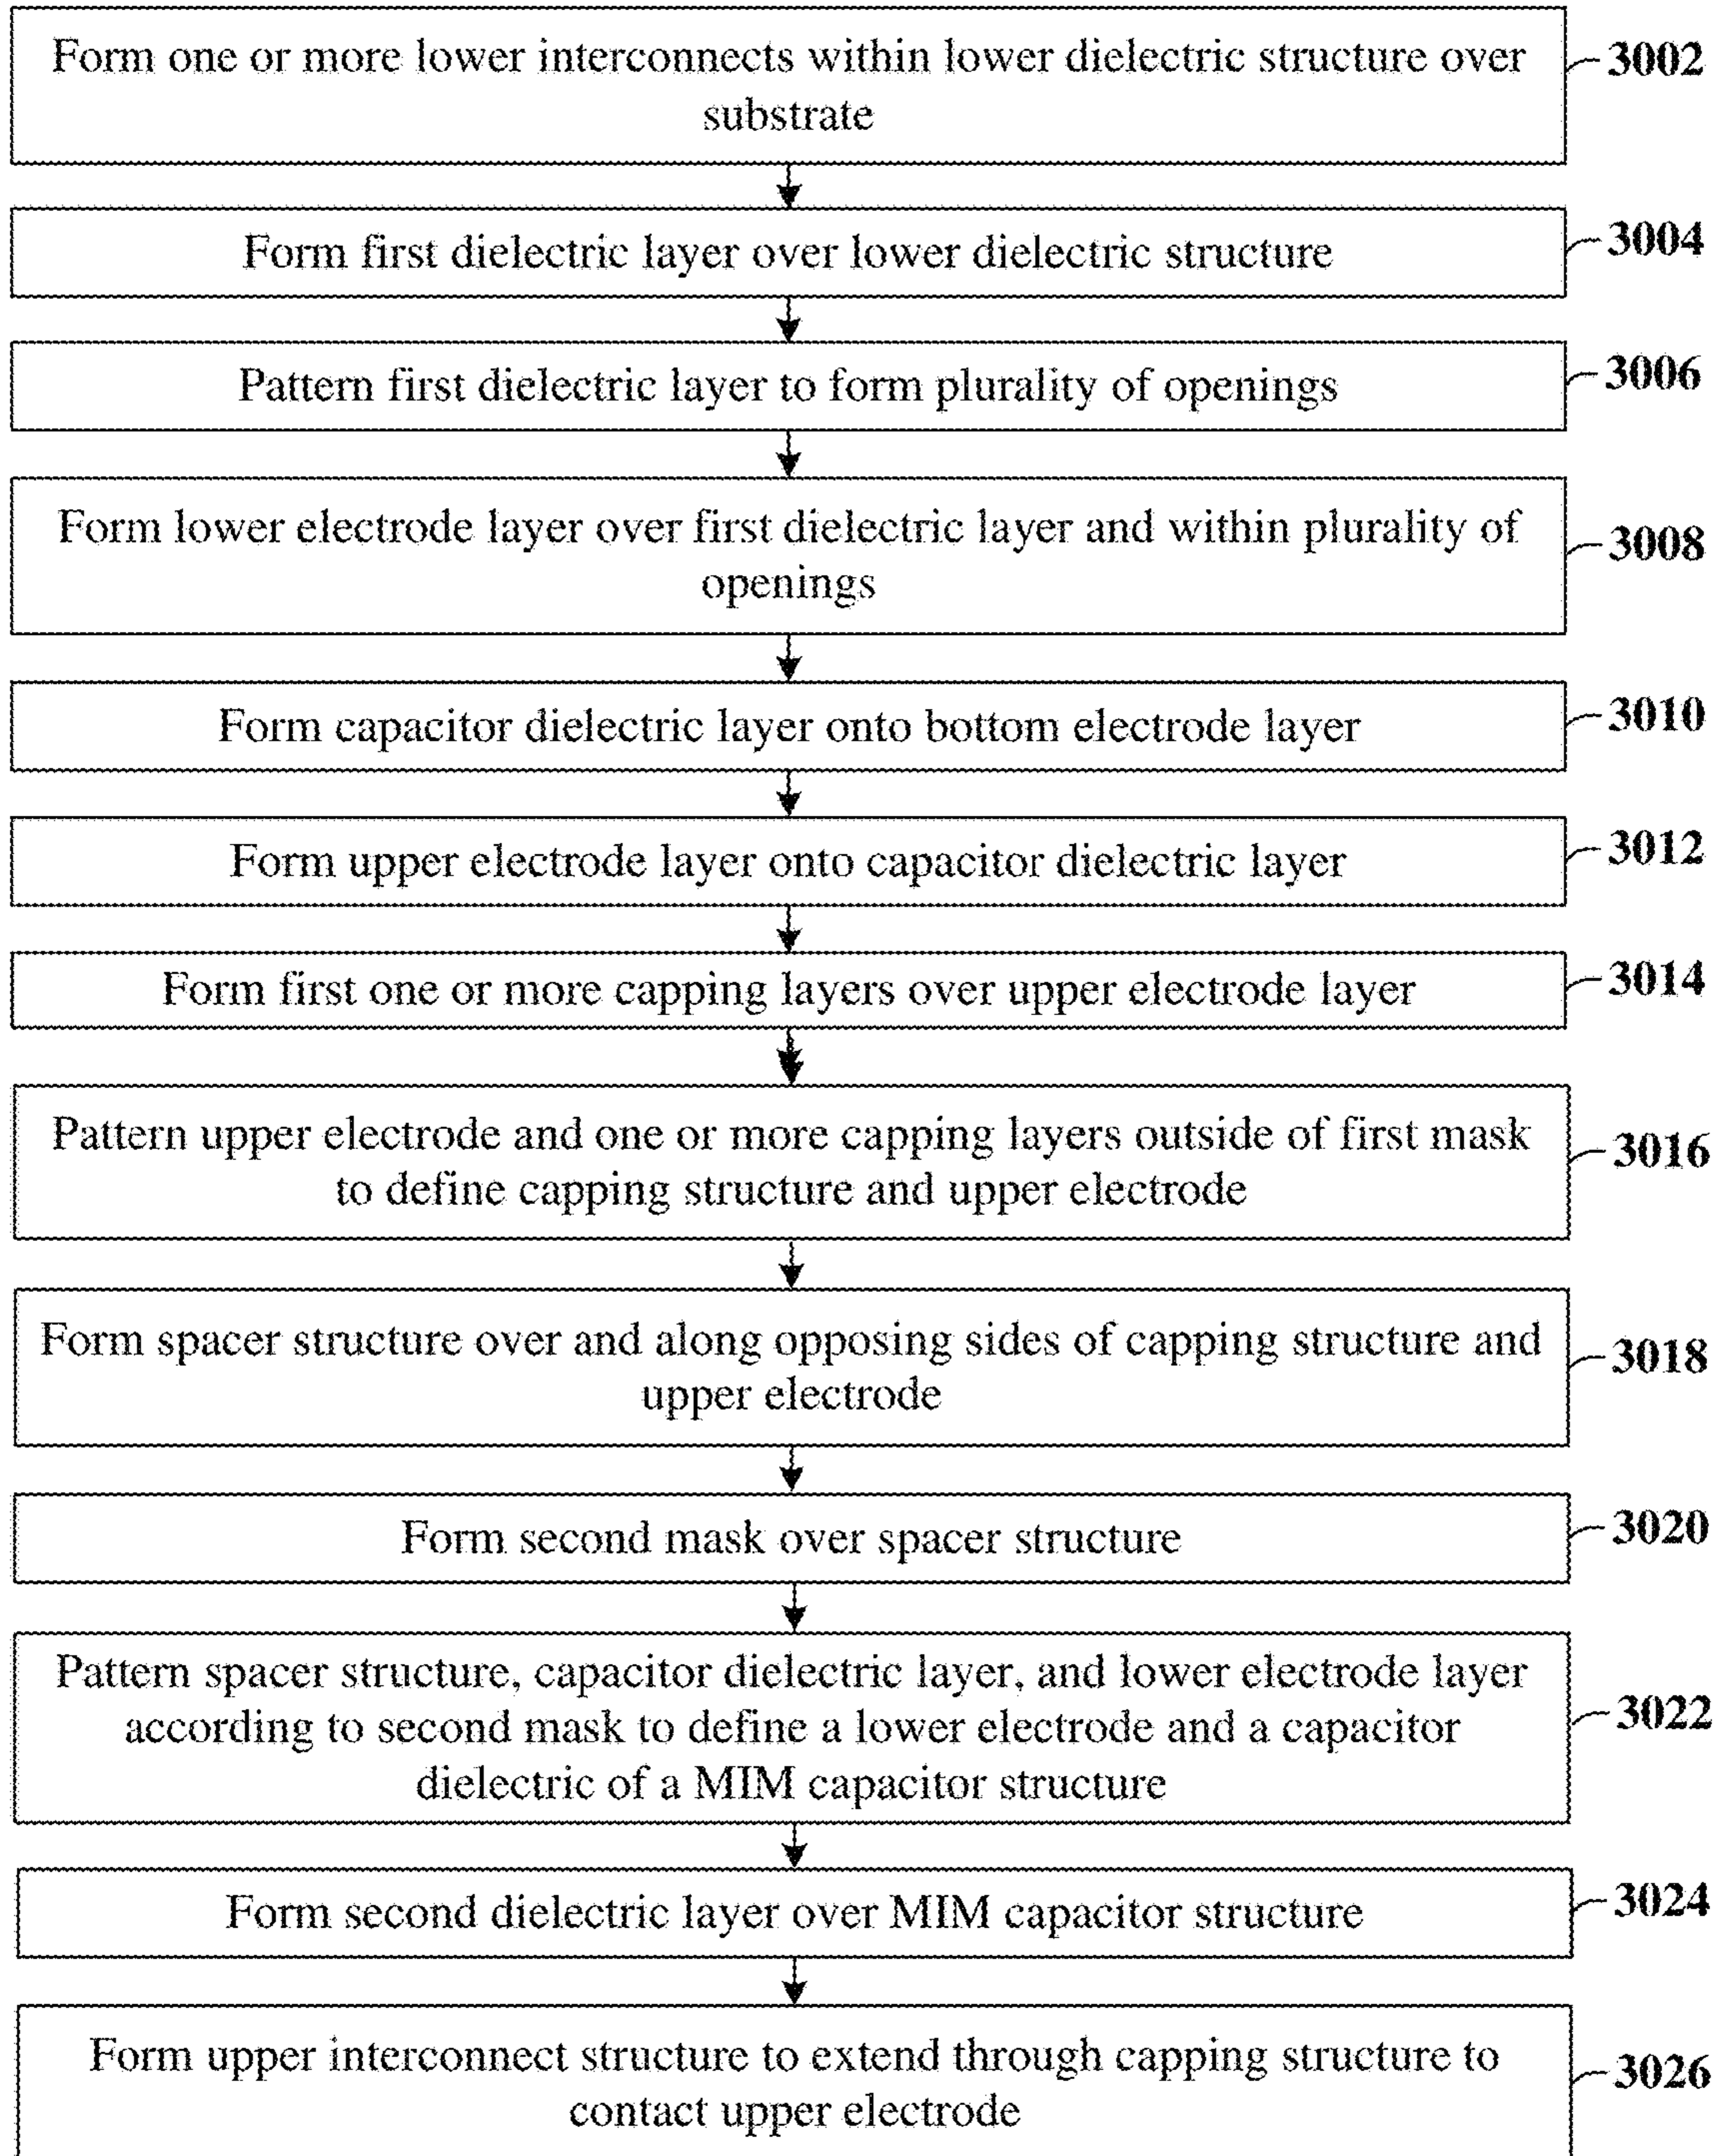 Form one or more lower interconnects within lower dielectric structure over
substrate
3002
Form first dielectric layer over lower dielectric structure
3004
Pattern first dielectric layer to form plurality of openings
3006
Form lower electrode layer over first dielectric layer and within plurality of
openings
3008
Form capacitor dielectric layer onto bottom electrode layer
3010
Form upper electrode layer onto capacitor dielectric layer
3012
Form first one or more capping layers over upper electrode layer
3014
Pattern upper electrode and one or more capping layers outside of first mask
to define capping structure and upper electrode
3016
Form spacer structure over and along opposing sides of capping structure and
upper electrode
3018
Form second mask over spacer structure
3020
Pattern spacer structure, capacitor dielectric layer, and lower electrode layer
according to second mask to define a lower electrode and a capacitor
dielectric of a MIM capacitor structure
3022
Form second dielectric layer over MIM capacitor structure
3024
Form upper interconnect structure to extend through capping structure to
contact upper electrode
3026